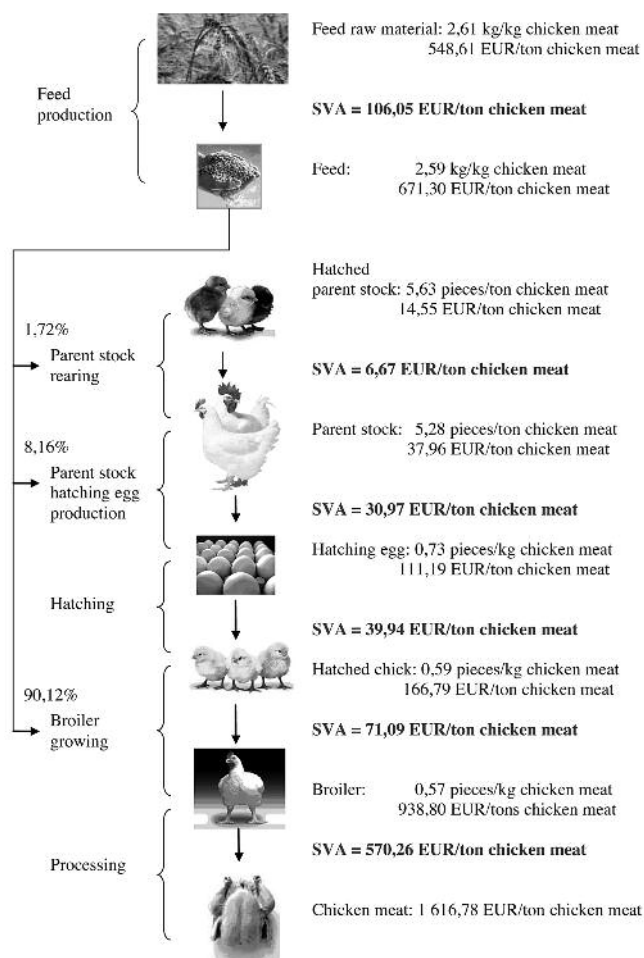 Feed raw material: 2,61 kg/kg chicken meat
548,61 EUR/ton chicken meat
Feed
production
SVA = 106,05 EUR/ton chicken meat
Feed: 2,59 kg/kg chicken meat
671,30 EUR/ton chicken meat
Hatched
parent stock: 5,63 pieces/ton chicken meat
14,55 EUR/ton chicken meat
1,72%
Parent stock
rearing
SVA = 6,67 EUR/ton chicken meat
Parent stock: 5,28 pieces/ton chicken meat
37,96 EUR/ton chicken meat
8,16%
Parent stock
hatching egg
production
SVA = 30,97 EUR/ton chicken meat
Hatching egg: 0,73 pieces/kg chicken meat
111,19 EUR/ton chicken meat
Hatching
SVA = 39,94 EUR/ton chicken meat
Hatched chick: 0,59 pieces/kg chicken meat
166,79 EUR/ton chicken meat
90,12%
Broiler
growing
SVA = 71,09 EUR/ton chicken meat
Broiler: 0,57 pieces/kg chicken meat
938,80 EUR/tons chicken meat
Processing
SVA = 570,26 EUR/ton chicken meat
Chicken meat: 1 616,78 EUR/ton chicken meat